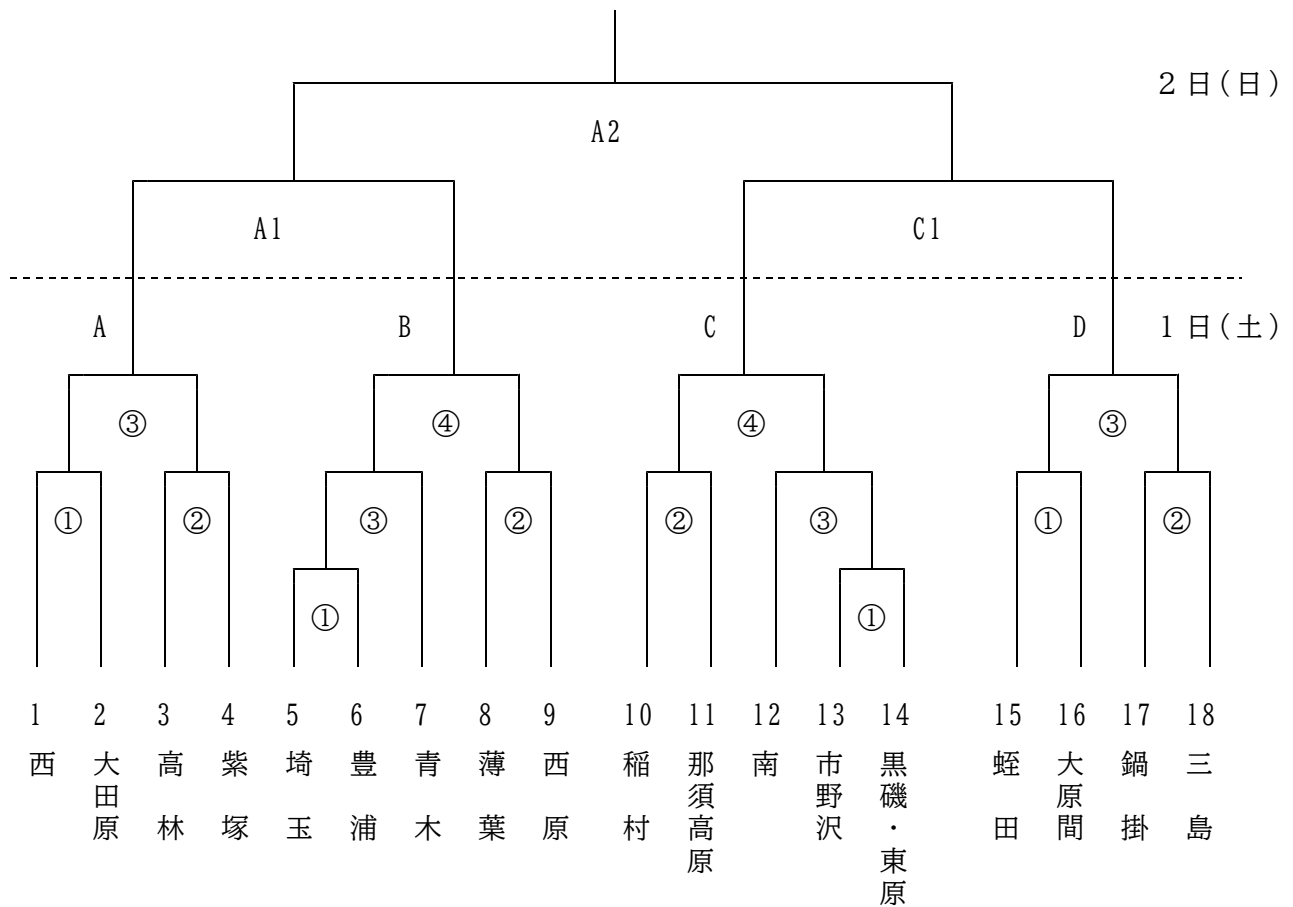 2日(日)
A2
A1
C1
A
B
C
D
1日(土)
③
④
④
③
①
②
③
②
②
③
①
②
①
①
1
2
3
4
5
6
7
8
9
10
11
12
13
14
15
16
17
18
西
大田原
高林
紫塚
埼玉
豊浦
青木
薄葉
西原
稲村
那須高原
南
市野沢
黒磯・東原
蛭田
大原間
鍋掛
三島